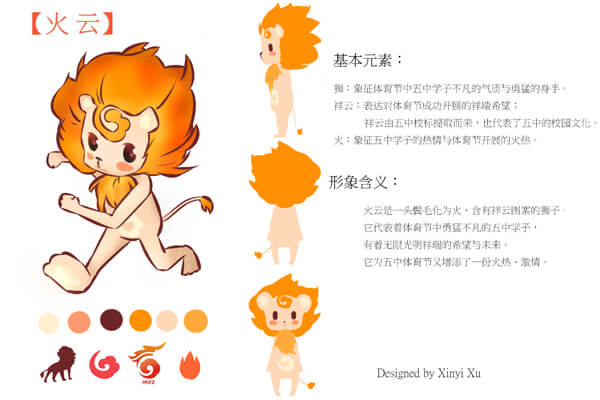 【火云】
基本元素：
狮：象征体育节中五中学子不凡的气质与勇猛的身手。
祥云：表达对体育节成功开展的祥瑞希望；
祥云由五中校标提取而来，也代表了五中的校园文化。
火：象征五中学子的热情与体育节开展的火热。
形象含义：
火云是一头鬃毛化为火、含有祥云图案的狮子。
它代表着体育节中勇猛不凡的五中学子，
有着无限光明祥瑞的希望与未来。
它为五中体育节又增添了一份火热、激情。
1902
Designed by Xinyi Xu